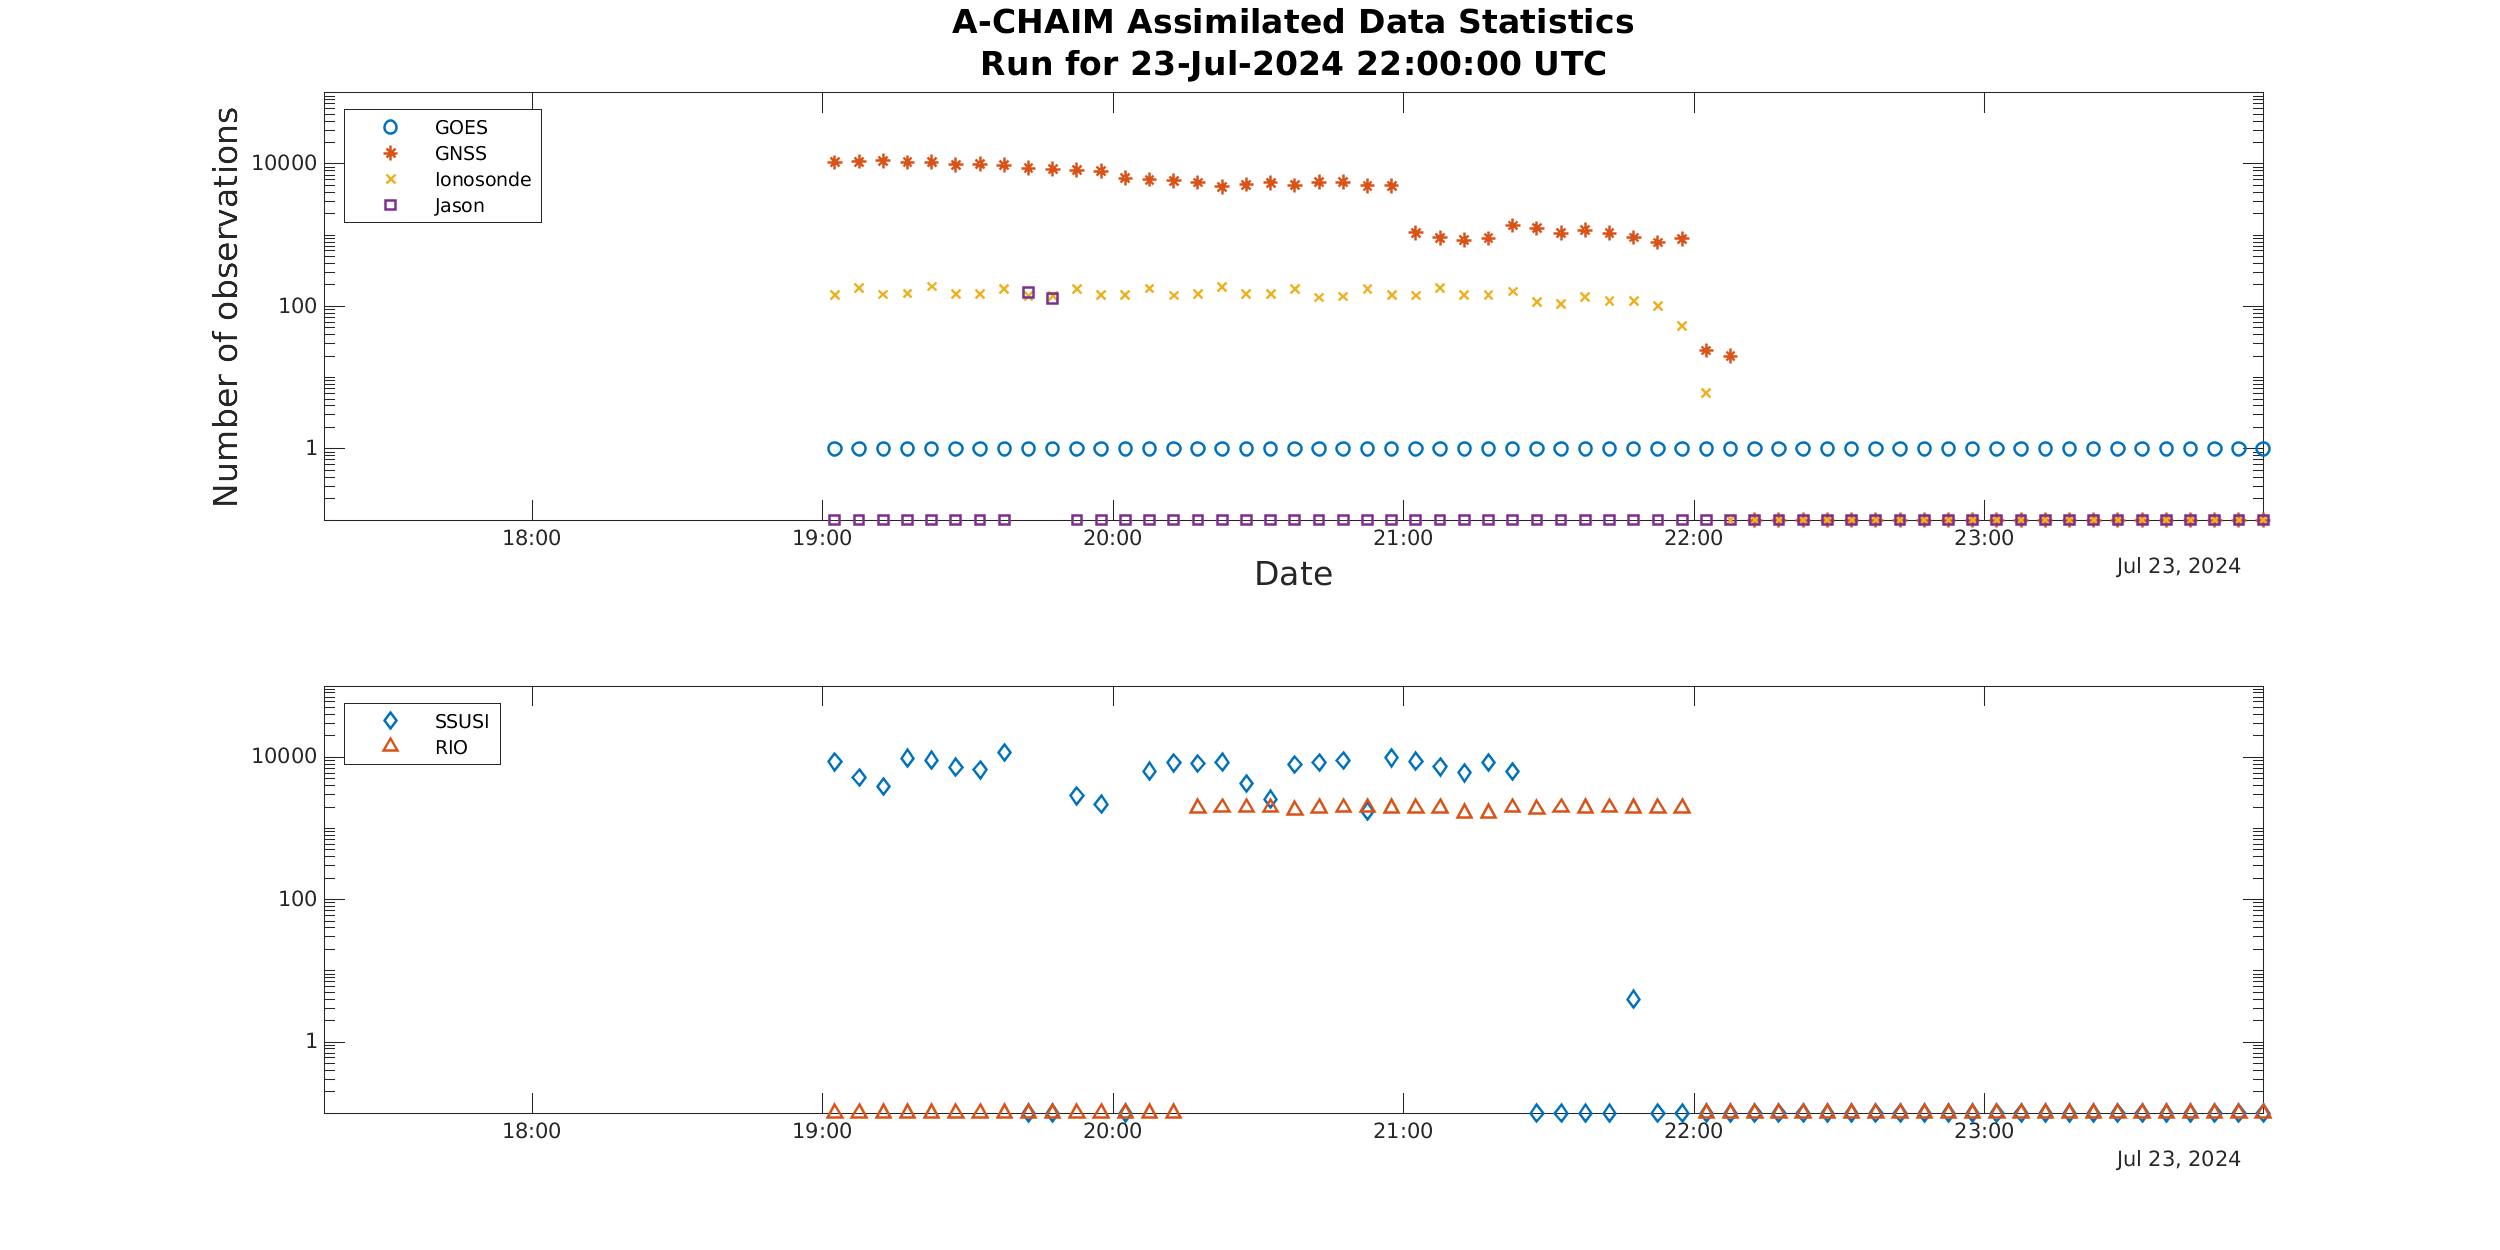 A-CHAIM Assimilated Data Statistics
Run for 23-Jul-2024 22:00:00 UTC
Number of observations
10000
100
1
GOES
GNSS
Ionosonde
Jason
18:00 19:00 20:00 21:00 22:00 23:00
Date
Jul 23, 2024
10000
100
1
SSUSI
RIO
18:00 19:00 20:00 21:00 22:00 23:00
Jul 23, 2024